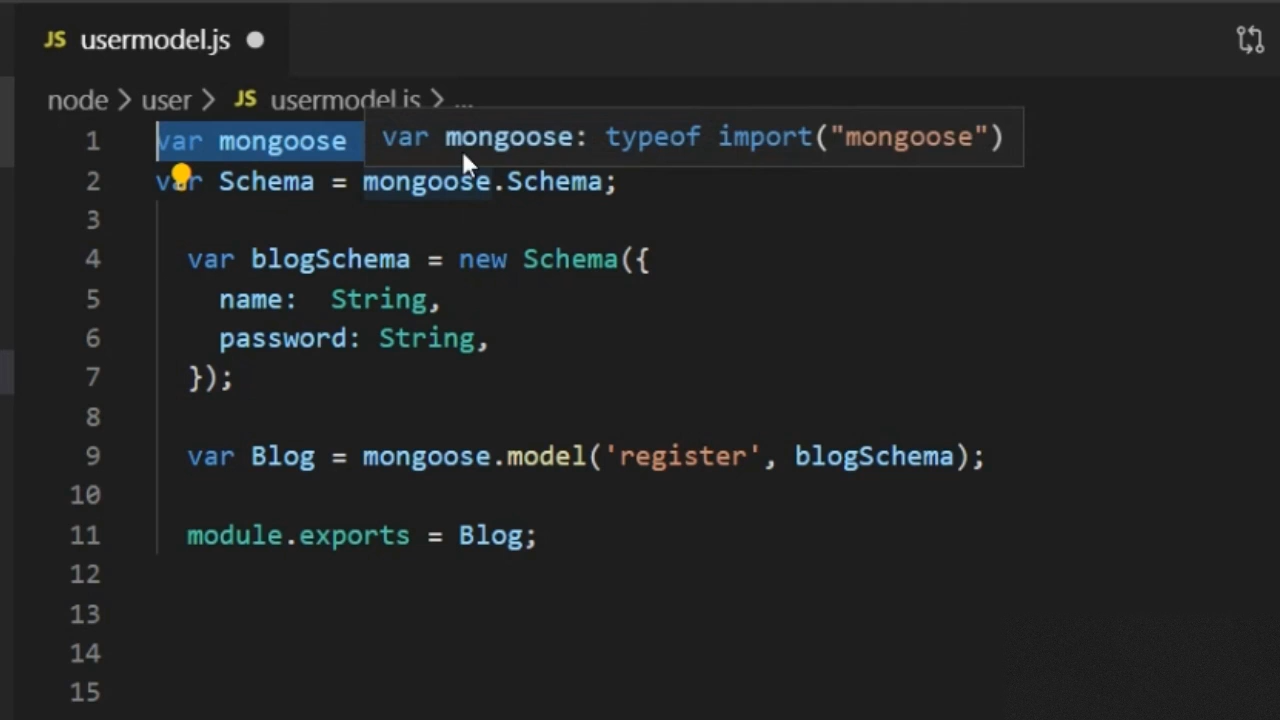 JS usermodel.js
node > user > JS usermodel.js > ...
1 var mongoose
var mongoose: typeof import("mongoose")
2 var Schema = mongoose.Schema;
3
4 var blogSchema = new Schema({
5 name:  String,
6 password: String,
7 });
8
9 var Blog = mongoose.model('register', blogSchema);
10
11 module.exports = Blog;
12
13
14
15